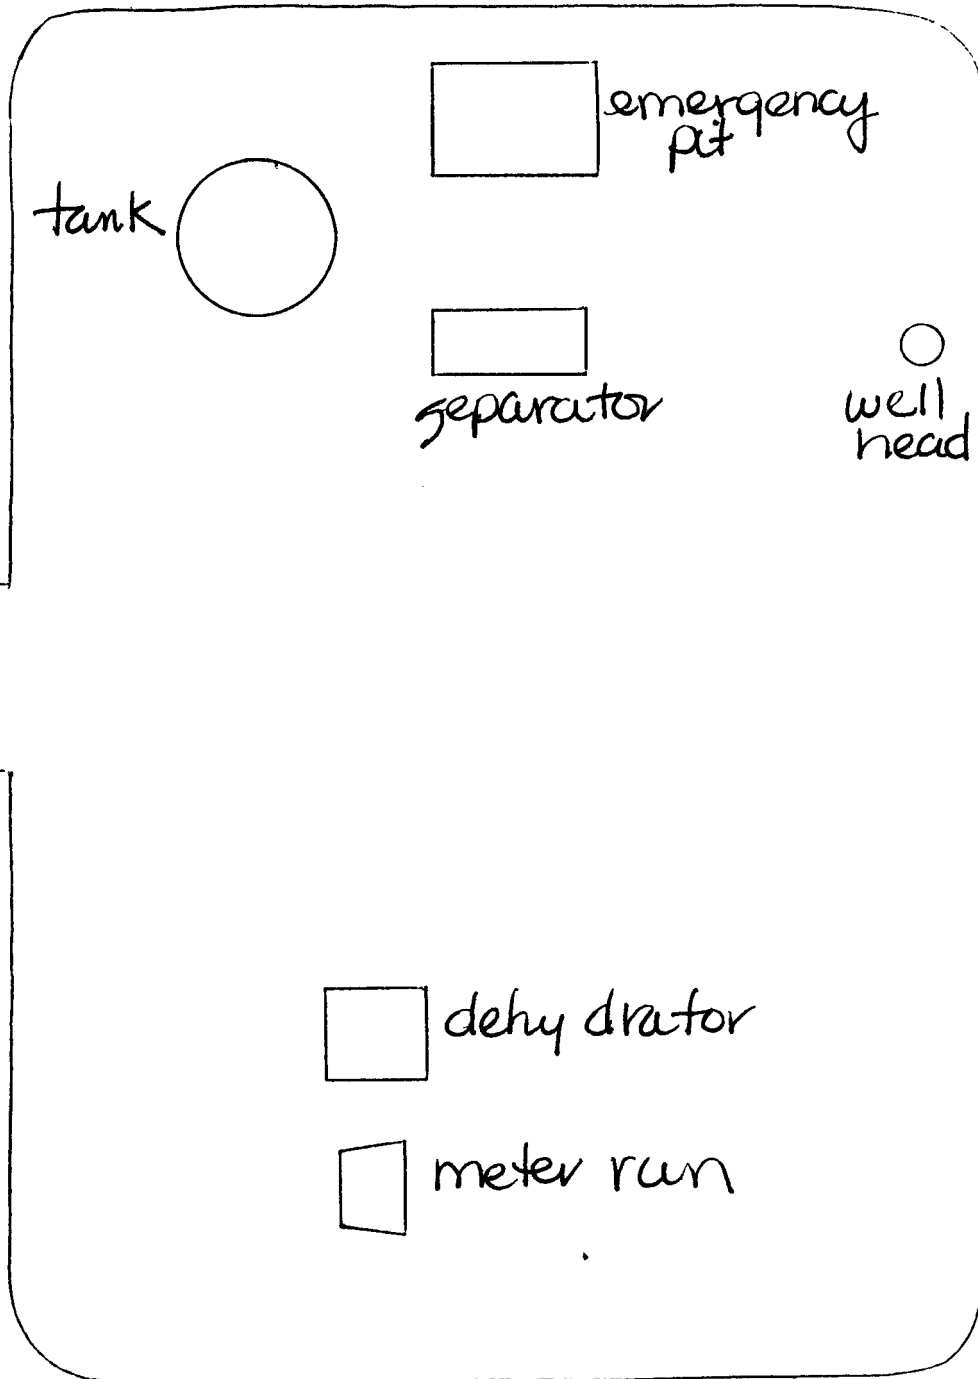 emergency
pit
tank
separator
well
head
dehydrator
meter run